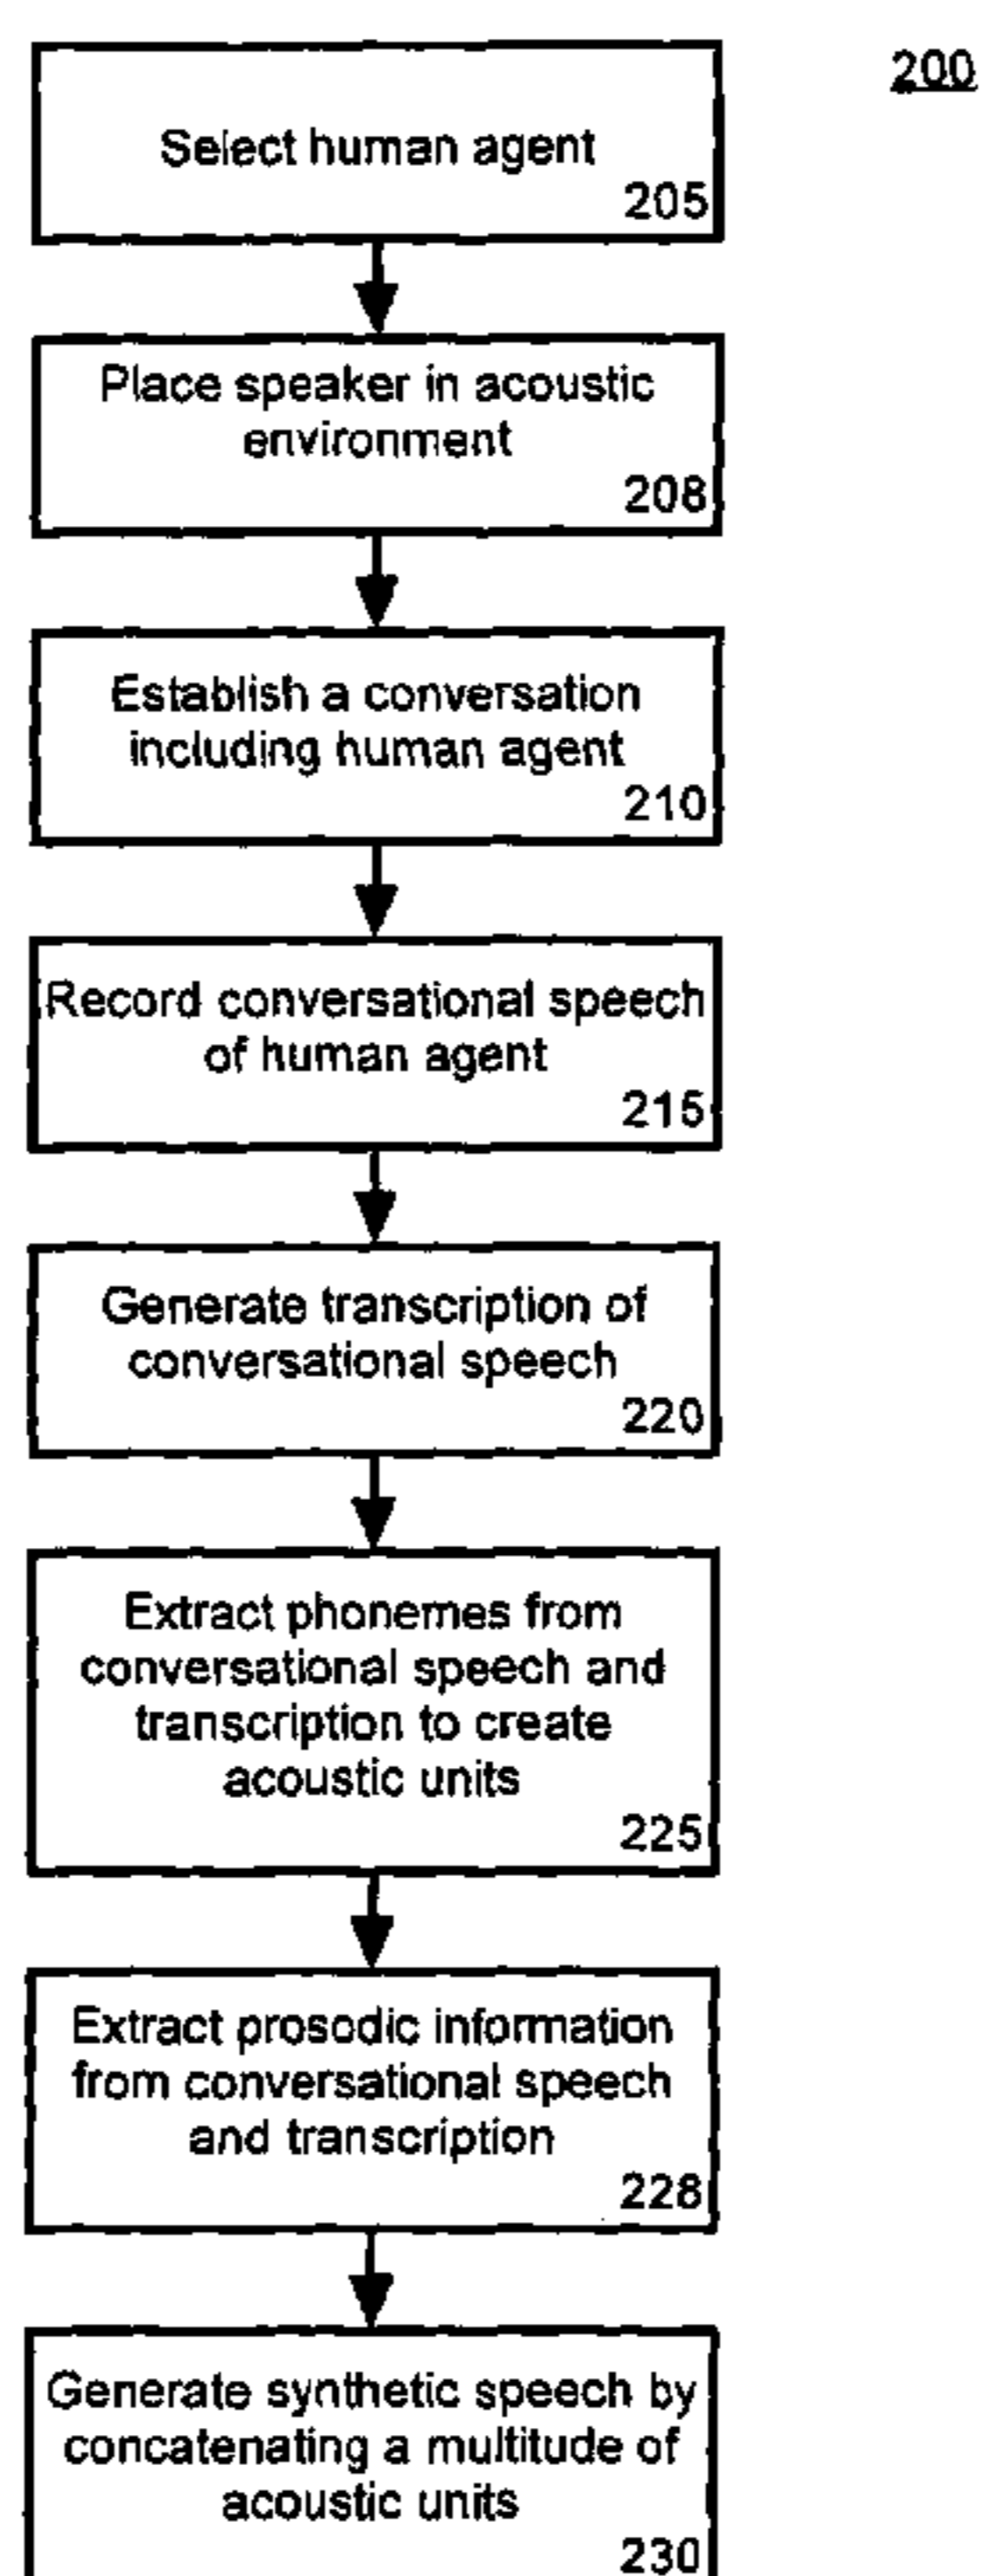 200
Select human agent
205
Place speaker in acoustic
environment
208
Establish a conversation
including human agent
210
Record conversational speech
of human agent
215
Generate transcription of
conversational speech
220
Extract phonemes from
conversational speech and
transcription to create
acoustic units
225
Extract prosodic information
from conversational speech
and transcription
228
Generate synthetic speech by
concatenating a multitude of
acoustic units
230